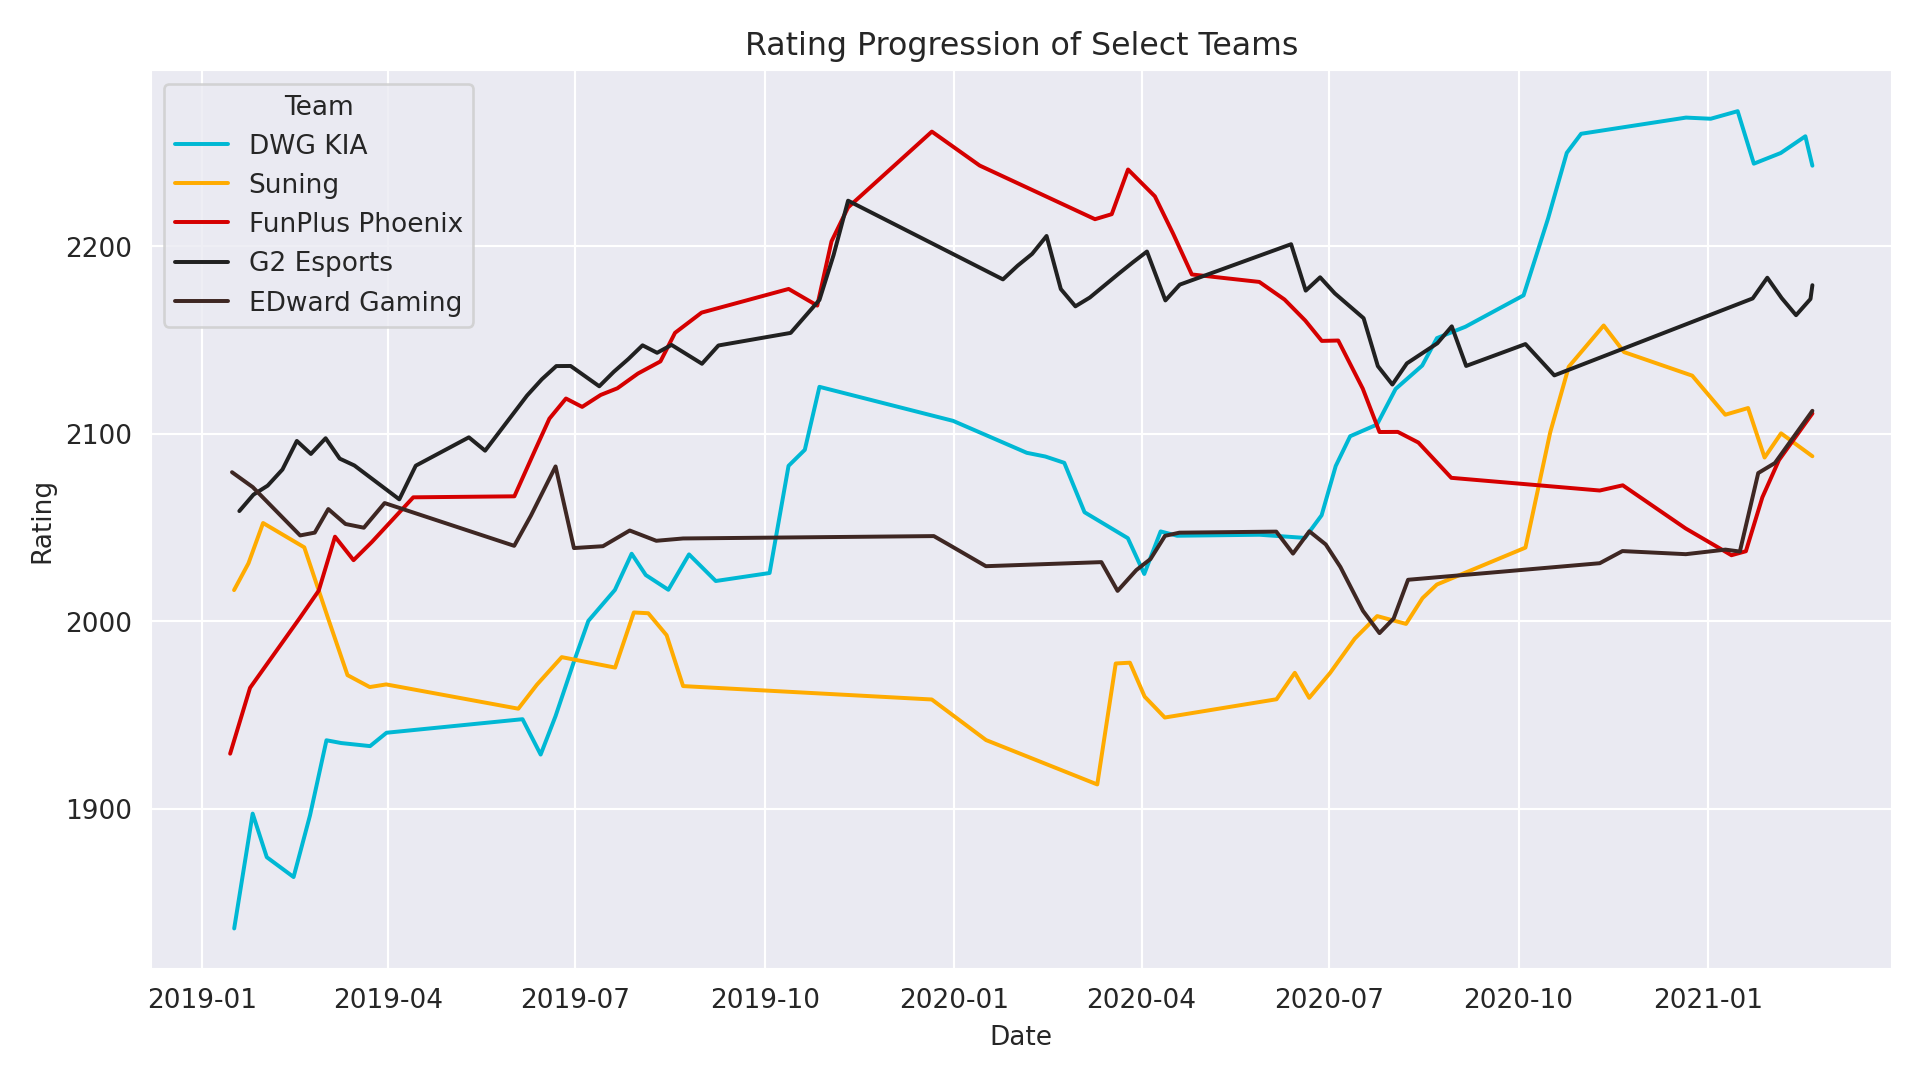 Rating Progression of Select Teams
Team
DWG KIA
Suning
FunPlus Phoenix
G2 Esports
EDward Gaming
Rating
2200
2100
2000
1900
2019-01 2019-04 2019-07 2019-10 2020-01 2020-04 2020-07 2020-10 2021-01
Date